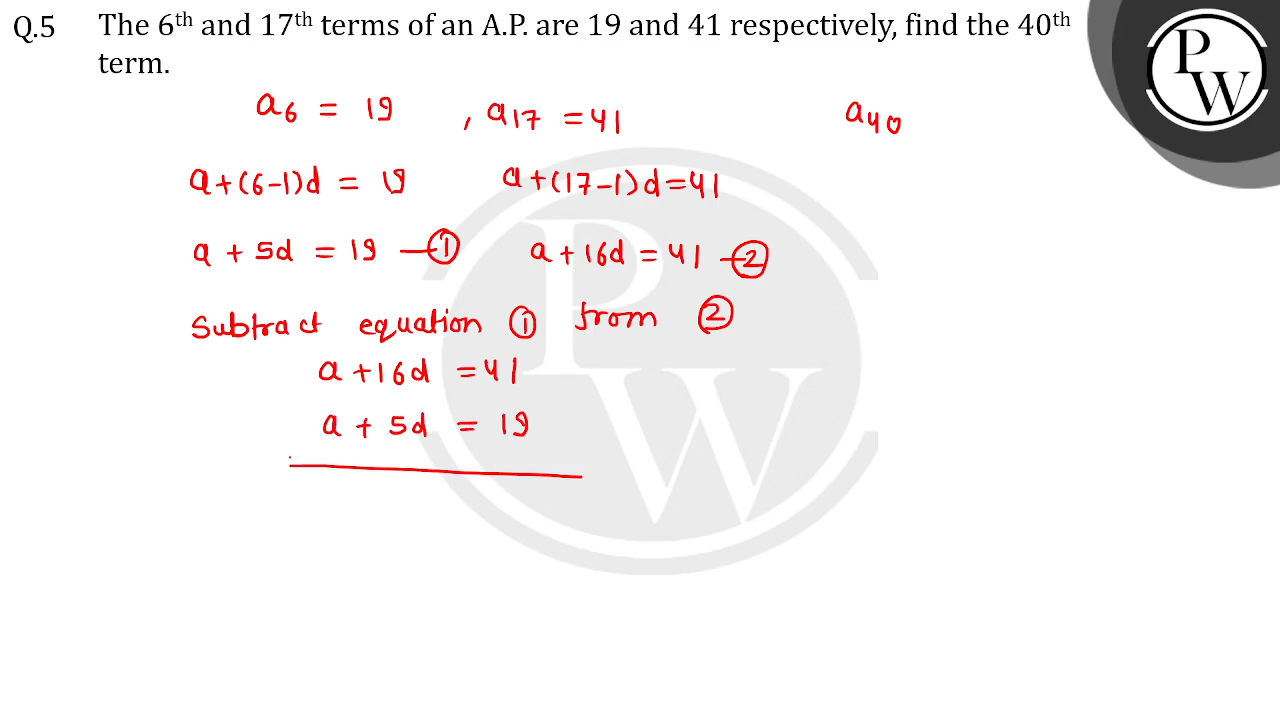 Q.5 The 6th and 17th terms of an A.P. are 19 and 41 respectively, find the 40th
term.
a6 = 19 , a17 = 41 a40
a+(6-1)d = 19 a+(17-1)d=41
a + 5d = 19 —① a + 16d = 41 —②
Subtract equation ① from ②
a +16d = 41
a + 5d = 19
PW
PW